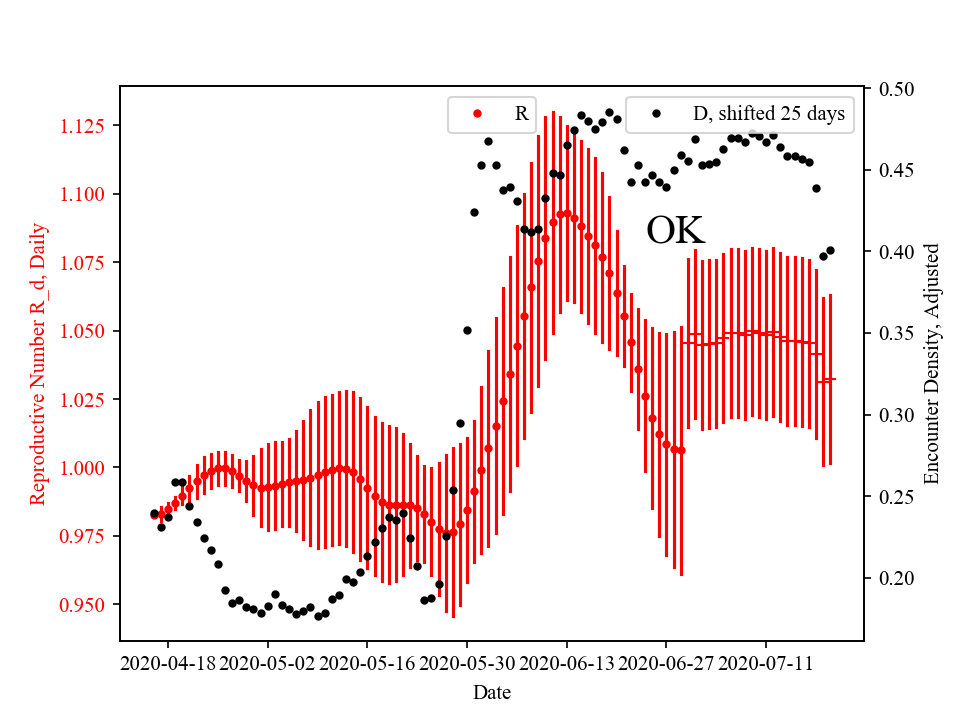 R
D, shifted 25 days
OK
Reproductive Number R_d, Daily
1.125
1.100
1.075
1.050
1.025
1.000
0.975
0.950
0.50
0.45
0.40
0.35
0.30
0.25
0.20
Encounter Density, Adjusted
2020-04-18 2020-05-02 2020-05-16 2020-05-30 2020-06-13 2020-06-27 2020-07-11
Date